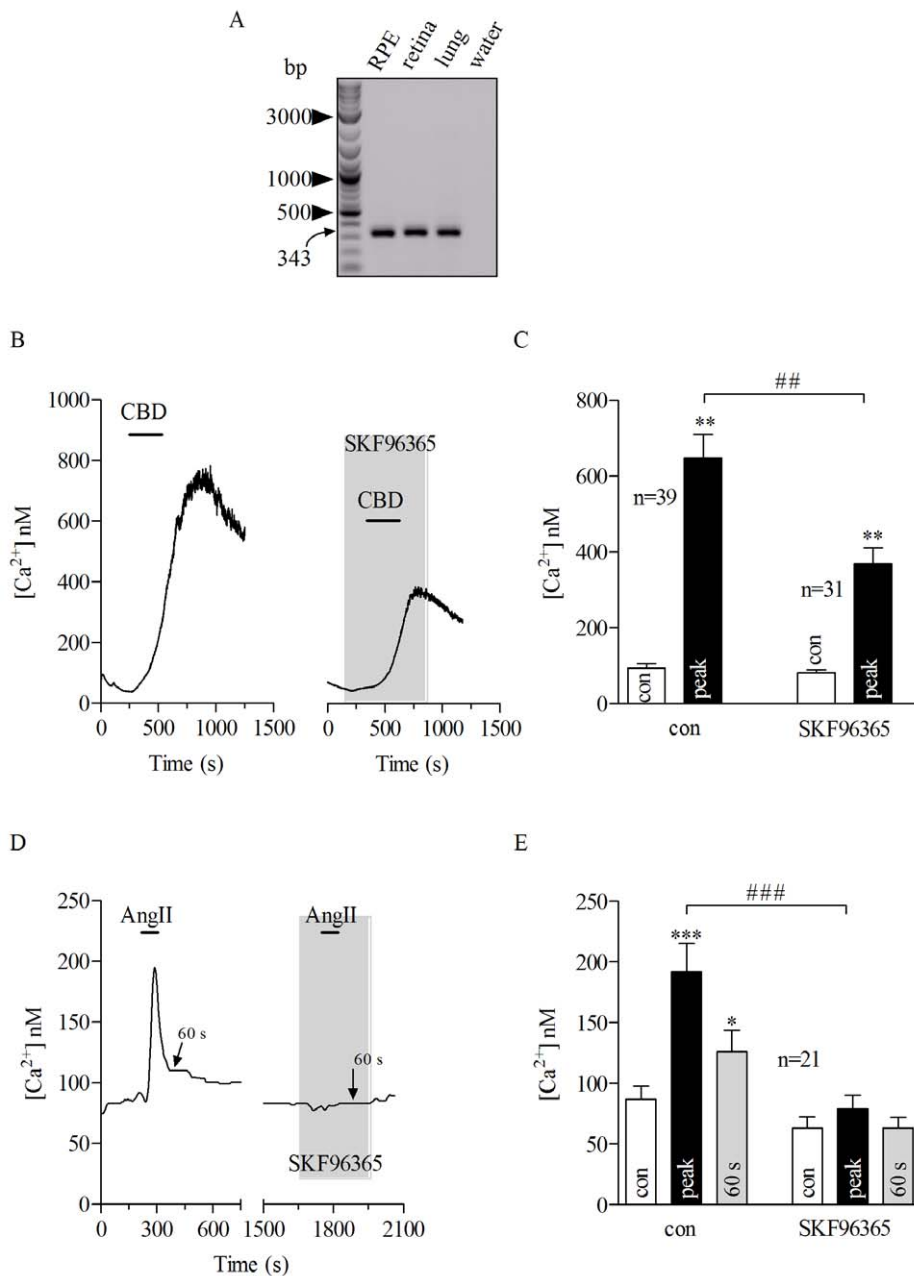 A
RPE retina lung water
bp
3000
1000
500
343
B
1000
800
600
400
200
0
[Ca2+] nM
CBD
SKF96365
CBD
0 500 1000 1500
0 500 1000 1500
Time (s)
Time (s)
C
800
600
400
200
0
[Ca2+] nM
##
**
**
n=39
n=31
con peak con peak
con SKF96365
D
250
200
150
100
50
0
[Ca2+] nM
AngII
AngII
60 s
60 s
SKF96365
0 300 600
1500 1800 2100
Time (s)
E
250
200
150
100
50
0
[Ca2+] nM
###
***
*
n=21
con peak 60 s con peak 60 s
con SKF96365